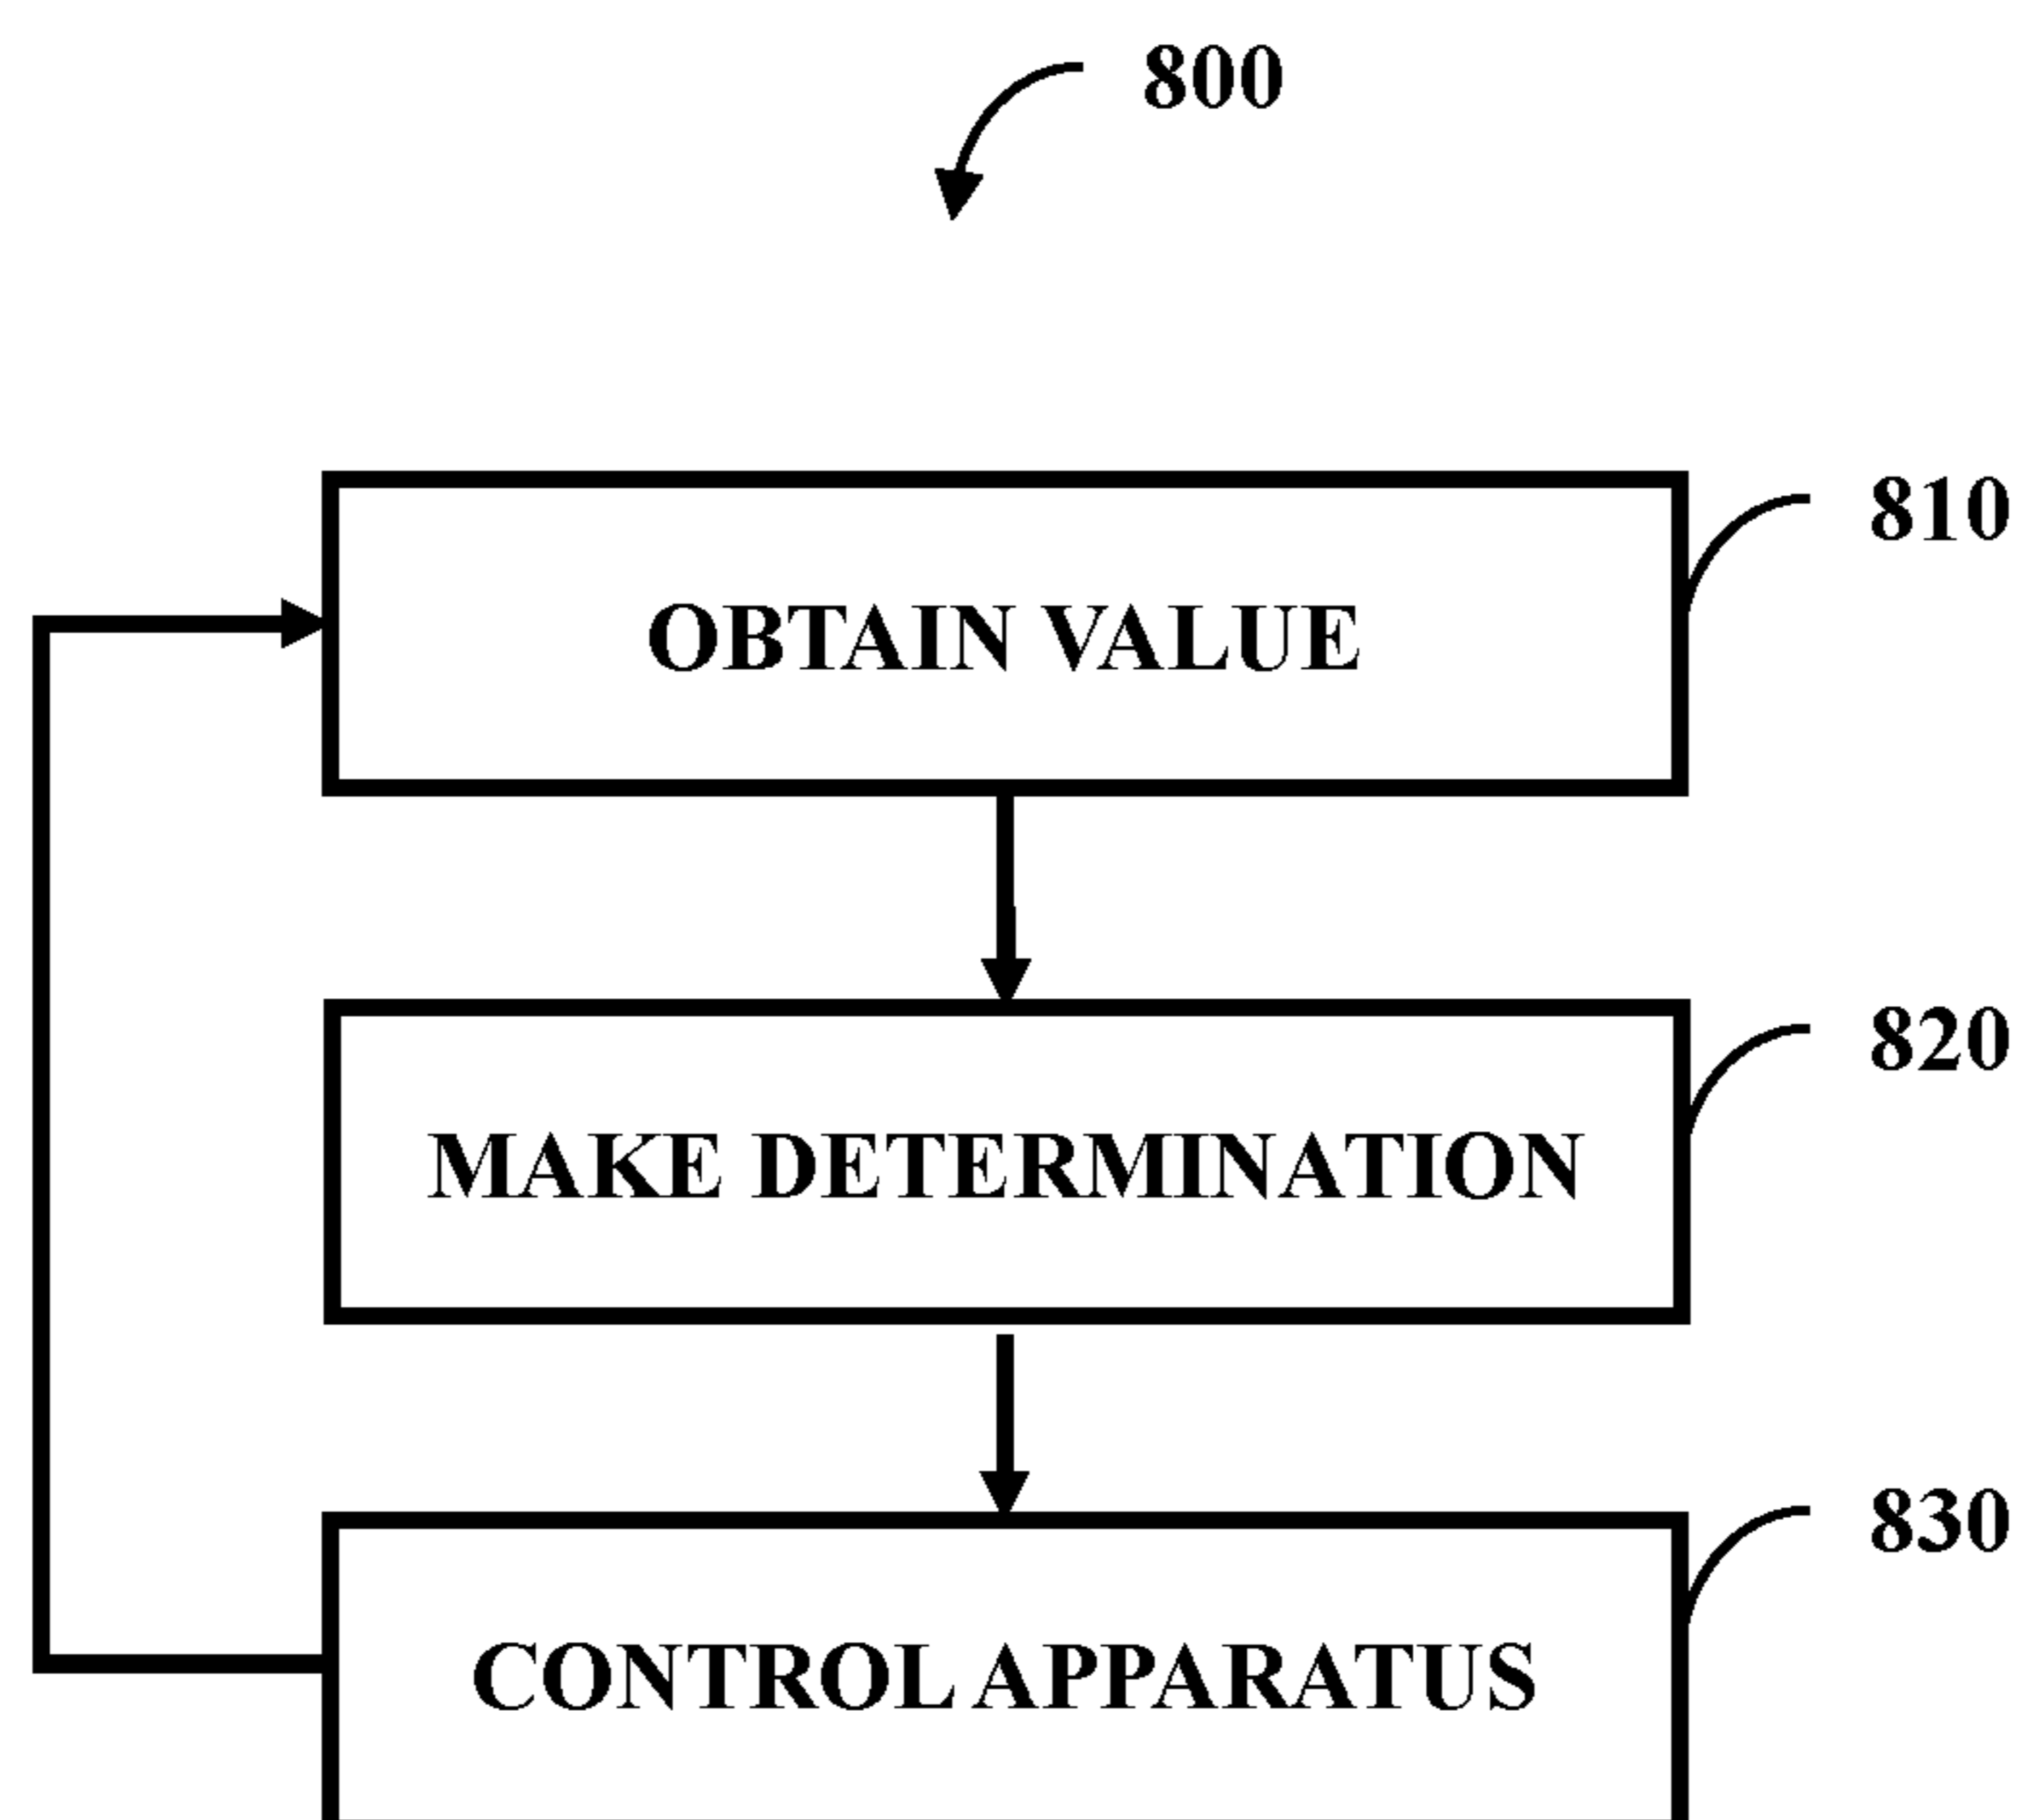 800
810
OBTAIN VALUE
820
MAKE DETERMINATION
830
CONTROL APPARATUS